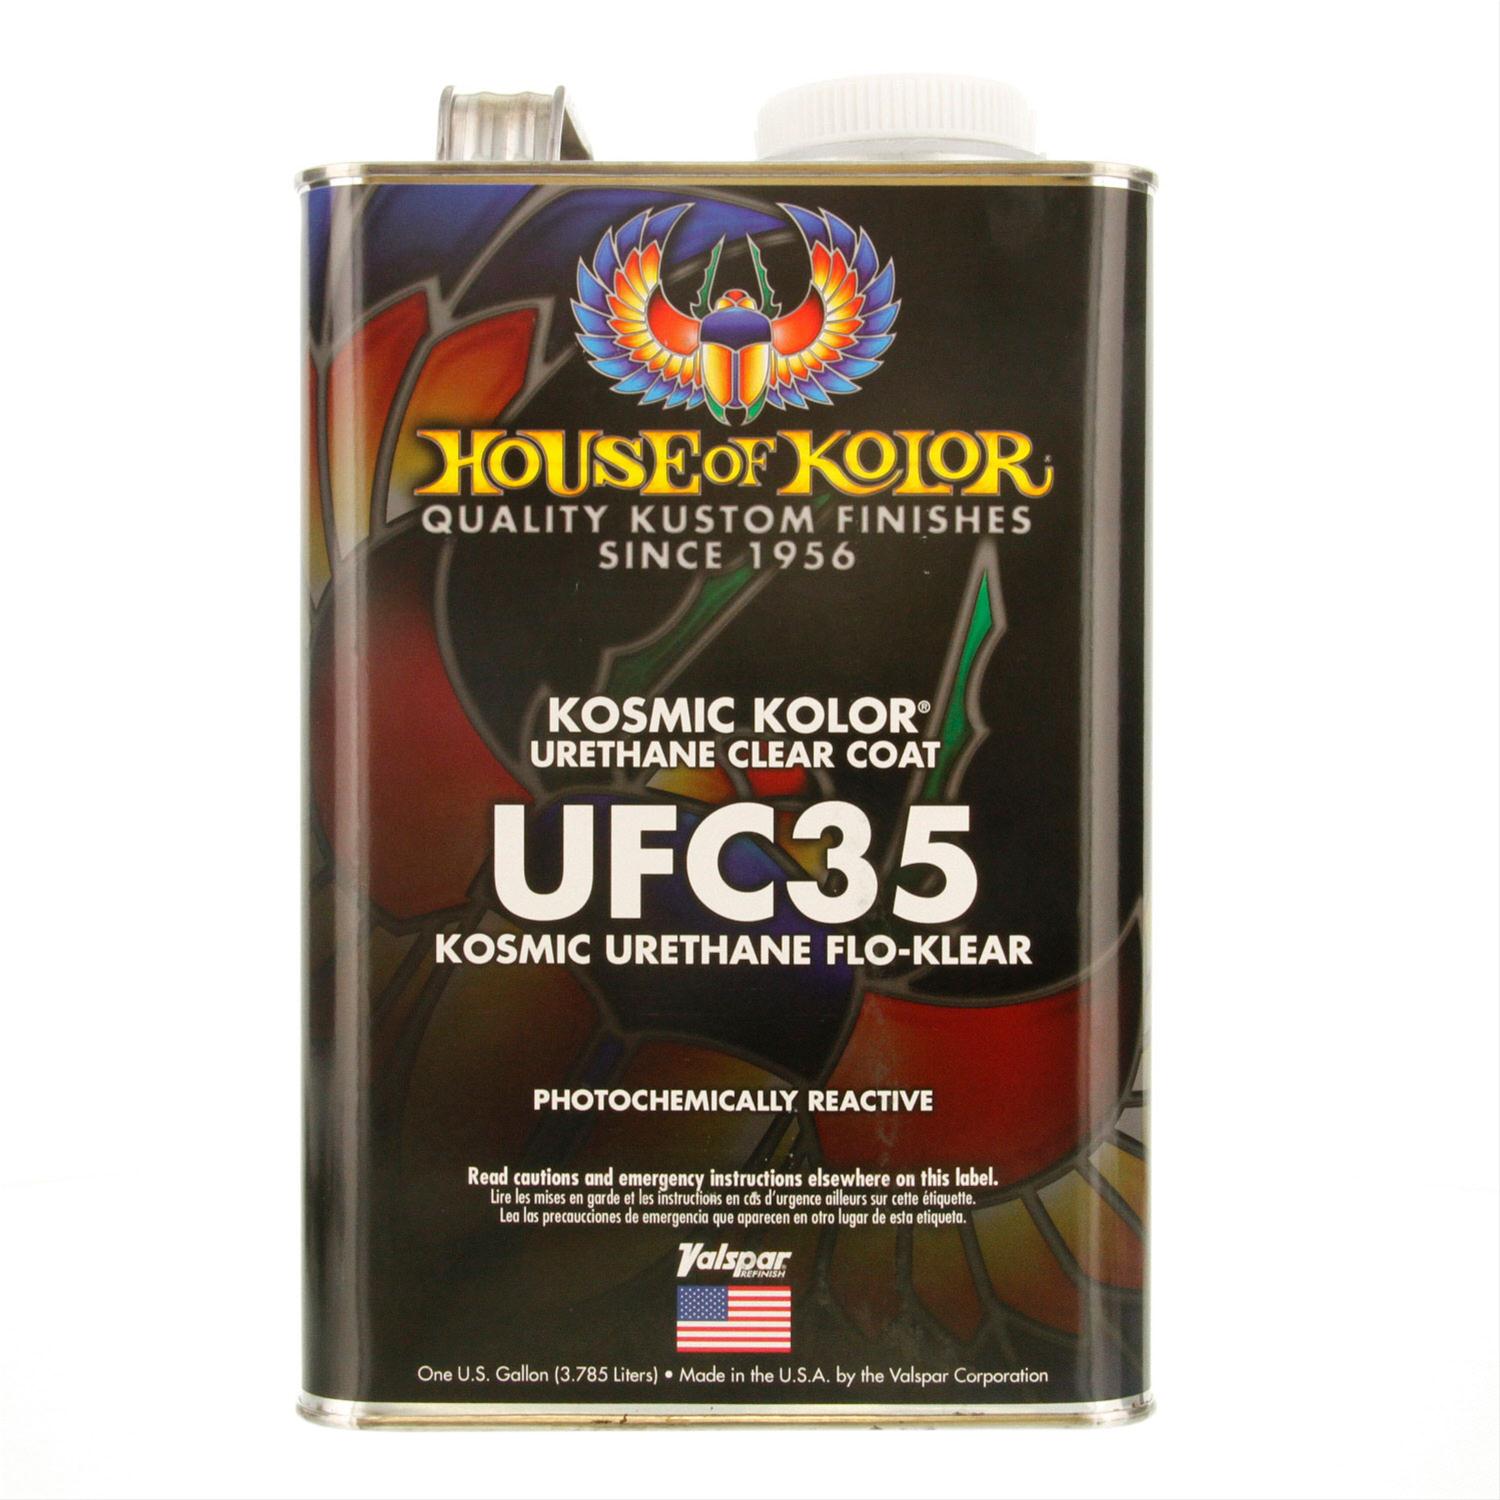 HOUSE OF KOLOR
QUALITY KUSTOM FINISHES
SINCE 1956
KOSMIC KOLOR®
URETHANE CLEAR COAT
UFC35
KOSMIC URETHANE FLO-KLEAR
PHOTOCHEMICALLY REACTIVE
Read cautions and emergency instructions elsewhere on this label.
Lire les mises en garde et les instructions en cas d'urgence ailleurs sur cette étiquette.
Lea las precaucciones de emergencia que aparecen en otro lugar de esta etiqueta.
Valspar
REFINISH
One U.S. Gallon (3.785 Liters) • Made in the U.S.A. by the Valspar Corporation